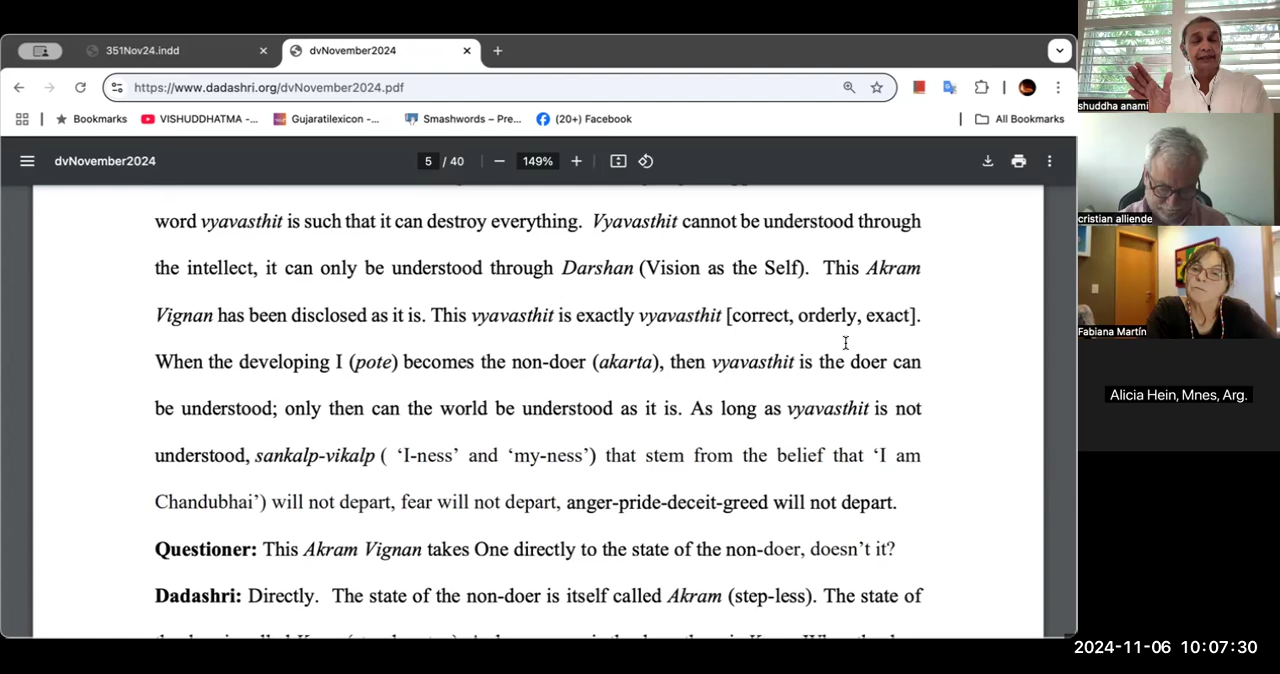 351Nov24.indd
dvNovember2024
https://www.dadashri.org/dvNovember2024.pdf
Bookmarks
VISHUDDHATMA -...
Gujaratilexicon -...
Smashwords – Pre...
(20+) Facebook
All Bookmarks
dvNovember2024
5 / 40
149%
word vyavasthit is such that it can destroy everything. Vyavasthit cannot be understood through
the intellect, it can only be understood through Darshan (Vision as the Self). This Akram
Vignan has been disclosed as it is. This vyavasthit is exactly vyavasthit [correct, orderly, exact].
When the developing I (pote) becomes the non-doer (akarta), then vyavasthit is the doer can
be understood; only then can the world be understood as it is. As long as vyavasthit is not
understood, sankalp-vikalp ( ‘I-ness’ and ‘my-ness’) that stem from the belief that ‘I am
Chandubhai’) will not depart, fear will not depart, anger-pride-deceit-greed will not depart.
Questioner: This Akram Vignan takes One directly to the state of the non-doer, doesn’t it?
Dadashri: Directly. The state of the non-doer is itself called Akram (step-less). The state of
shuddha anami
cristian alliende
Fabiana Martín
Alicia Hein, Mnes, Arg.
2024-11-06 10:07:30